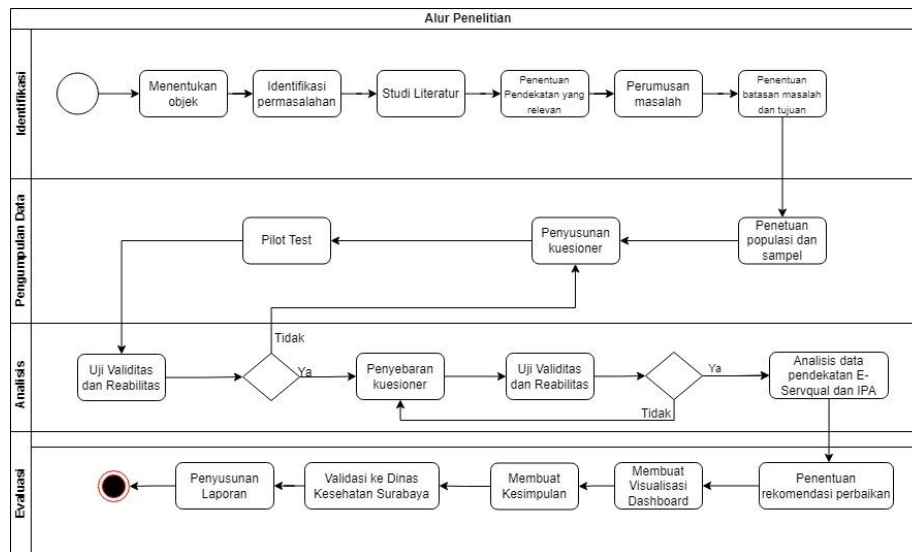 Alur Penelitian
Identifikasi
Menentukan
objek
Identifikasi
permasalahan
Studi Literatur
Penentuan
Pendekatan yang
relevan
Perumusan
masalah
Penentuan
batasan masalah
dan tujuan
Pengumpulan Data
Pilot Test
Penyusunan
kuesioner
Penetuan
populasi dan
sampel
Analisis
Uji Validitas
dan Reabilitas
Tidak
Ya
Penyebaran
kuesioner
Uji Validitas
dan Reabilitas
Ya
Tidak
Analisis data
pendekatan E-
Servqual dan IPA
Evaluasi
Penyusunan
Laporan
Validasi ke Dinas
Kesehatan Surabaya
Membuat
Kesimpulan
Membuat
Visualisasi
Dashboard
Penentuan
rekomendasi perbaikan